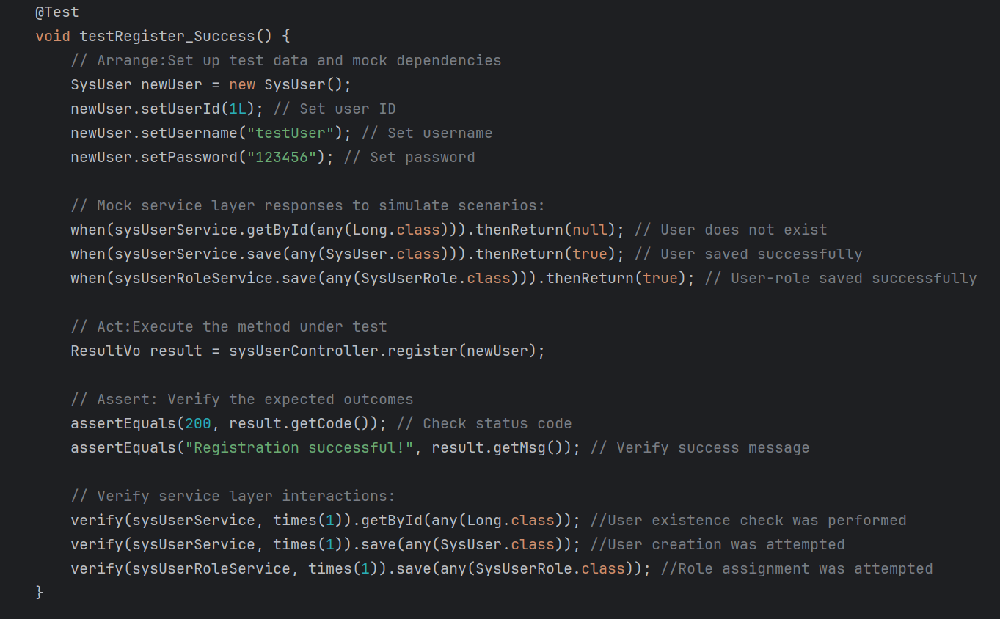 @Test
void testRegister_Success() {
    // Arrange:Set up test data and mock dependencies
    SysUser newUser = new SysUser();
    newUser.setUserId(1L); // Set user ID
    newUser.setUsername("testUser"); // Set username
    newUser.setPassword("123456"); // Set password

    // Mock service layer responses to simulate scenarios:
    when(sysUserService.getById(any(Long.class))).thenReturn(null); // User does not exist
    when(sysUserService.save(any(SysUser.class))).thenReturn(true); // User saved successfully
    when(sysUserRoleService.save(any(SysUserRole.class))).thenReturn(true); // User-role saved successfully

    // Act:Execute the method under test
    ResultVo result = sysUserController.register(newUser);

    // Assert: Verify the expected outcomes
    assertEquals(200, result.getCode()); // Check status code
    assertEquals("Registration successful!", result.getMsg()); // Verify success message

    // Verify service layer interactions:
    verify(sysUserService, times(1)).getById(any(Long.class)); //User existence check was performed
    verify(sysUserService, times(1)).save(any(SysUser.class)); //User creation was attempted
    verify(sysUserRoleService, times(1)).save(any(SysUserRole.class)); //Role assignment was attempted
}